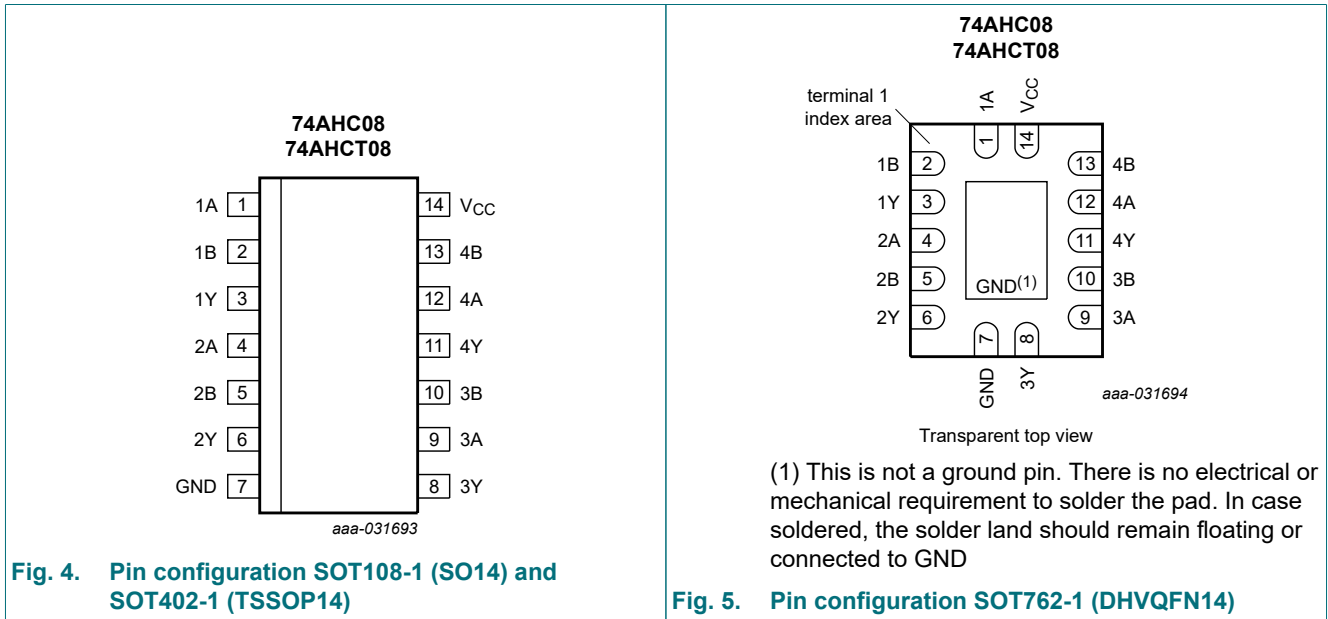 74AHC08
74AHCT08
1A 1
14 VCC
1B 2
13 4B
1Y 3
12 4A
2A 4
11 4Y
2B 5
10 3B
2Y 6
9 3A
GND 7
8 3Y
aaa-031693
Fig. 4. Pin configuration SOT108-1 (SO14) and
SOT402-1 (TSSOP14)
74AHC08
74AHCT08
terminal 1
index area
1A
VCC
1
14
1B 2
13 4B
1Y 3
12 4A
2A 4
11 4Y
2B 5
10 3B
GND(1)
2Y 6
9 3A
7
8
GND
3Y
aaa-031694
Transparent top view
(1) This is not a ground pin. There is no electrical or
mechanical requirement to solder the pad. In case
soldered, the solder land should remain floating or
connected to GND
Fig. 5. Pin configuration SOT762-1 (DHVQFN14)